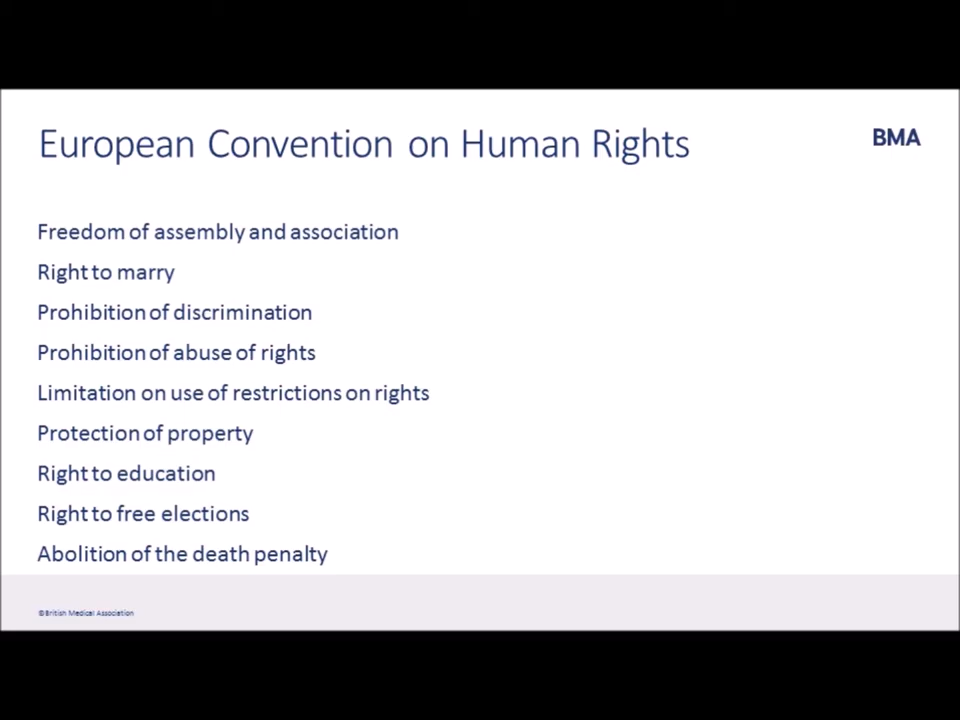 European Convention on Human Rights
BMA
Freedom of assembly and association
Right to marry
Prohibition of discrimination
Prohibition of abuse of rights
Limitation on use of restrictions on rights
Protection of property
Right to education
Right to free elections
Abolition of the death penalty
©British Medical Association